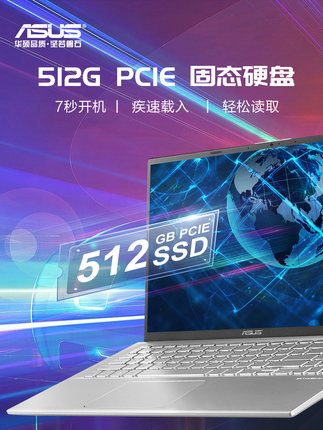 ASUS
华硕品质·坚若磐石
512G PCIE 固态硬盘
7秒开机 | 疾速载入 | 轻松读取
512 GB PCIE SSD
ASUS